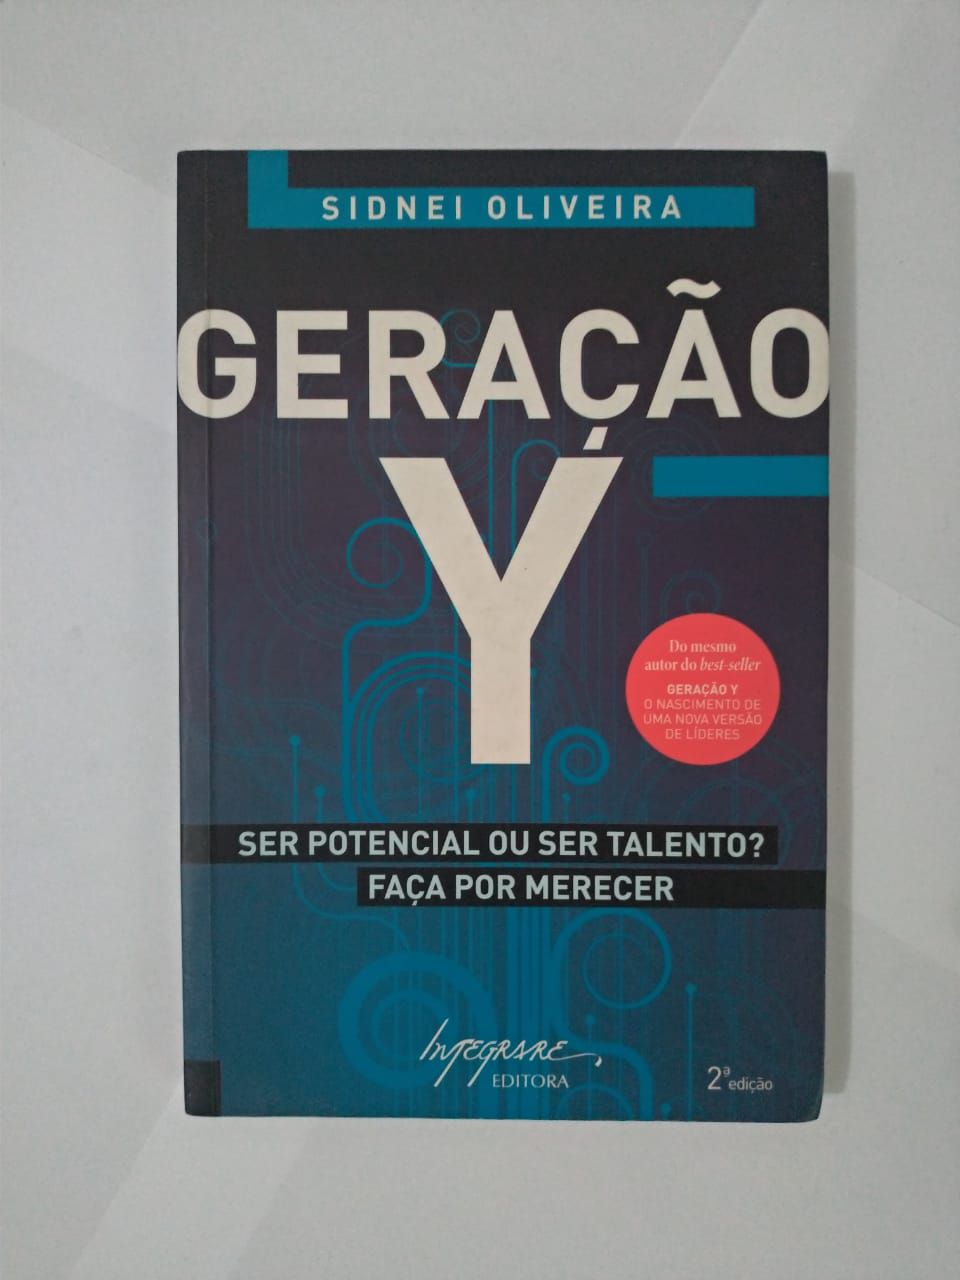 SIDNEI OLIVEIRA
GERAÇÃO
Y
Do mesmo
autor do best-seller
GERAÇÃO Y
O NASCIMENTO DE
UMA NOVA VERSÃO
DE LÍDERES
SER POTENCIAL OU SER TALENTO?
FAÇA POR MERECER
INTEGRARE
EDITORA
2ª edição